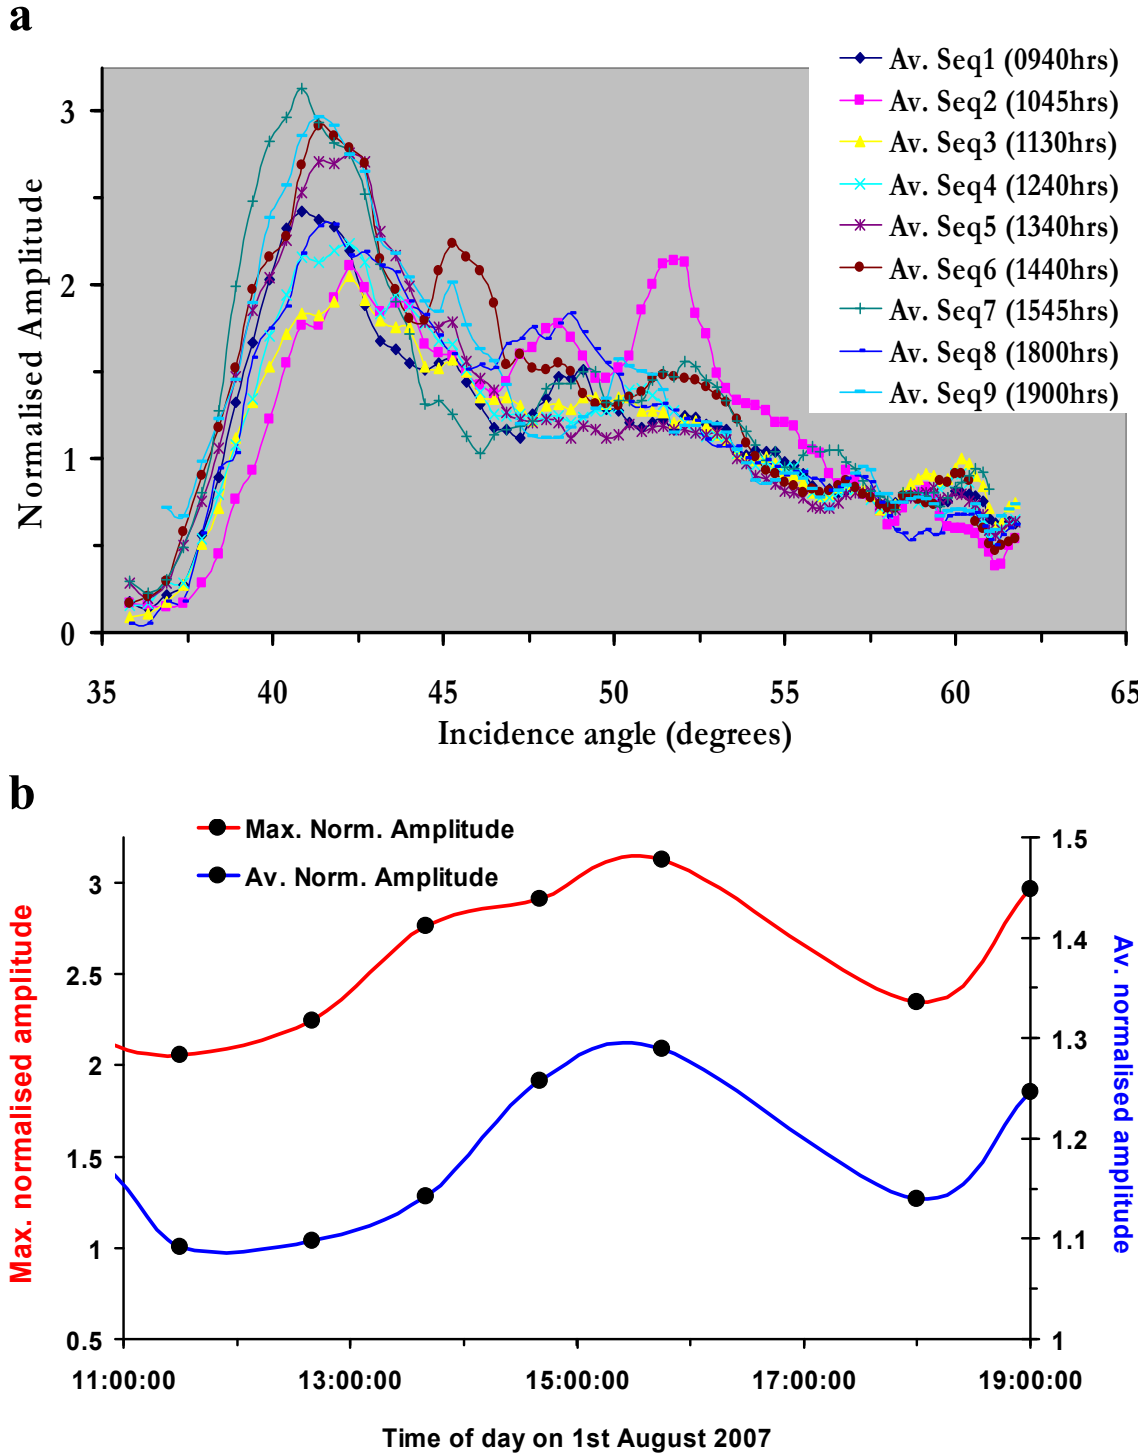 a
Normalised Amplitude
3
2
1
0
35 40 45 50 55 60 65
Incidence angle (degrees)
Av. Seq1 (0940hrs)
Av. Seq2 (1045hrs)
Av. Seq3 (1130hrs)
Av. Seq4 (1240hrs)
Av. Seq5 (1340hrs)
Av. Seq6 (1440hrs)
Av. Seq7 (1545hrs)
Av. Seq8 (1800hrs)
Av. Seq9 (1900hrs)
b
Max. Norm. Amplitude
Av. Norm. Amplitude
Max. normalised amplitude
3
2.5
2
1.5
1
0.5
1.5
1.4
1.3
1.2
1.1
1
Av. normalised
amplitude
11:00:00 13:00:00 15:00:00 17:00:00 19:00:00
Time of day on 1st August 2007